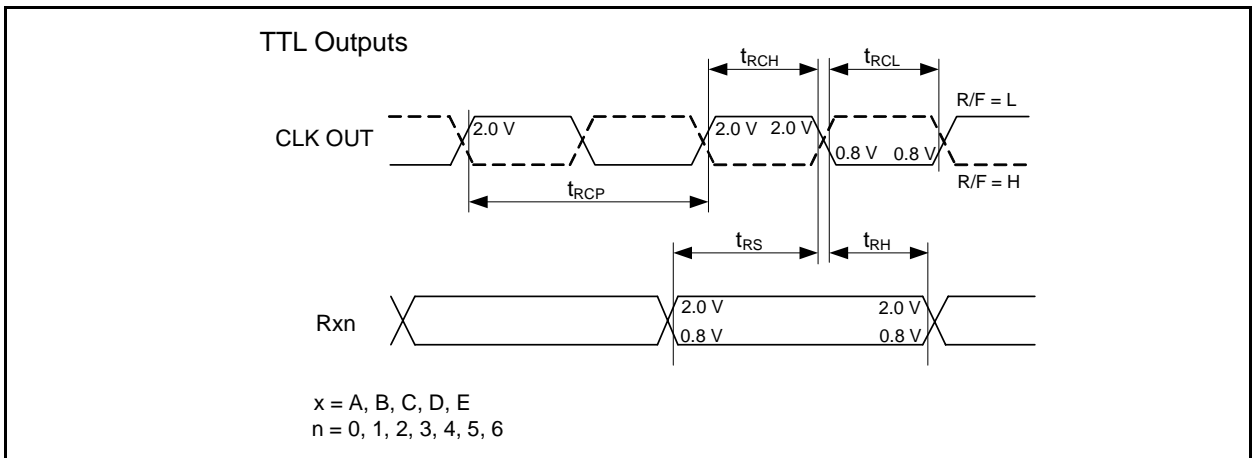 TTL Outputs
tRCH
tRCL
R/F = L
CLK OUT
2.0 V
2.0 V
2.0 V
0.8 V
0.8 V
R/F = H
tRCP
tRS
tRH
Rxn
2.0 V
2.0 V
0.8 V
0.8 V
x = A, B, C, D, E
n = 0, 1, 2, 3, 4, 5, 6